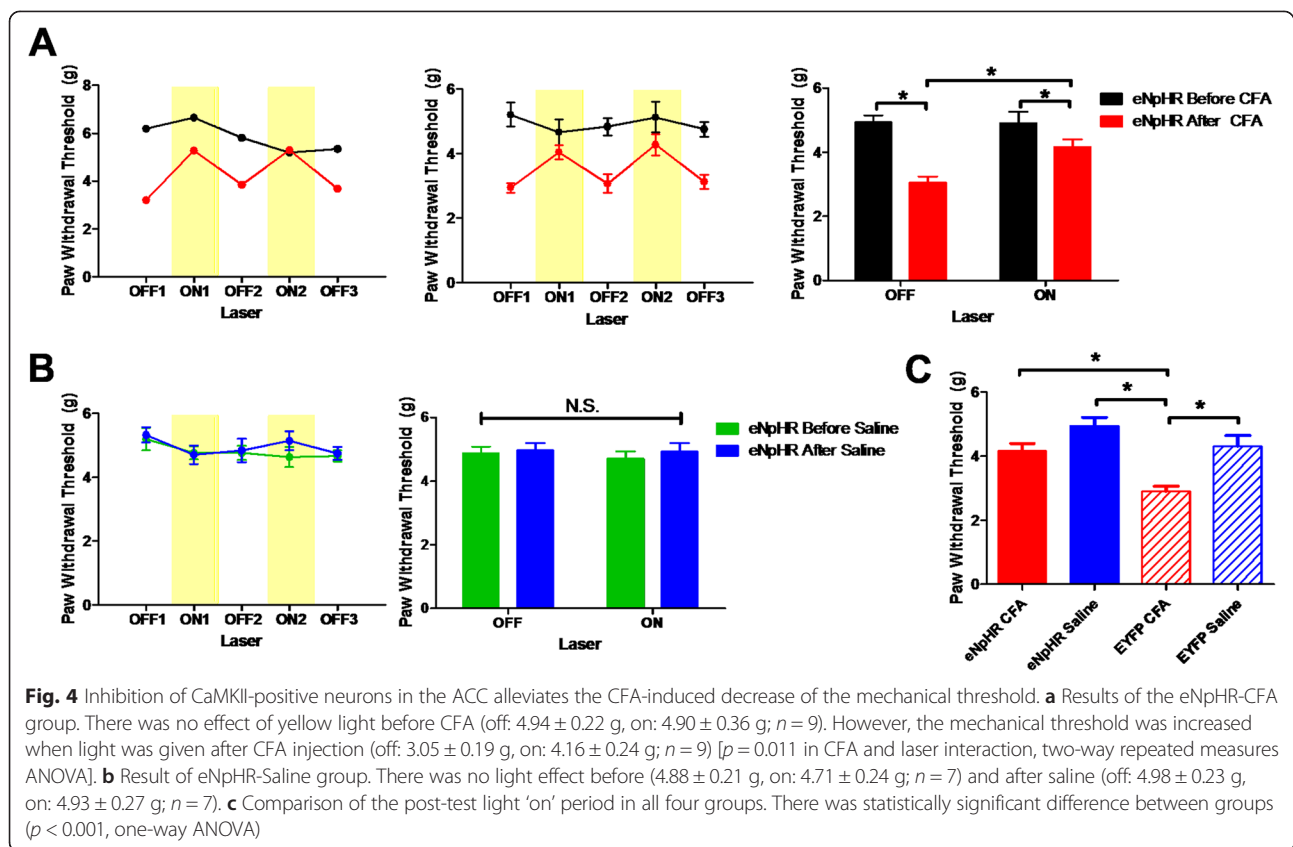 A
Paw Withdrawal Threshold (g)
8
6
4
2
0
OFF1 ON1 OFF2 ON2 OFF3
Laser
Paw Withdrawal Threshold (g)
6
4
2
0
OFF1 ON1 OFF2 ON2 OFF3
Laser
Paw Withdrawal Threshold (g)
6
4
2
0
* * *
OFF ON
Laser
eNpHR Before CFA
eNpHR After CFA
B
Paw Withdrawal Threshold (g)
6
4
2
0
OFF1 ON1 OFF2 ON2 OFF3
Laser
Paw Withdrawal Threshold (g)
6
4
2
0
N.S.
OFF ON
Laser
eNpHR Before Saline
eNpHR After Saline
C
Paw Withdrawal Threshold (g)
6
4
2
0
*
*
*
eNpHR CFA
eNpHR Saline
EYFP CFA
EYFP Saline
Fig. 4 Inhibition of CaMKII-positive neurons in the ACC alleviates the CFA-induced decrease of the mechanical threshold. a Results of the eNpHR-CFA
group. There was no effect of yellow light before CFA (off: 4.94 ± 0.22 g, on: 4.90 ± 0.36 g; n = 9). However, the mechanical threshold was increased
when light was given after CFA injection (off: 3.05 ± 0.19 g, on: 4.16 ± 0.24 g; n = 9) [p = 0.011 in CFA and laser interaction, two-way repeated measures
ANOVA]. b Result of eNpHR-Saline group. There was no light effect before (4.88 ± 0.21 g, on: 4.71 ± 0.24 g; n = 7) and after saline (off: 4.98 ± 0.23 g,
on: 4.93 ± 0.27 g; n = 7). c Comparison of the post-test light ‘on’ period in all four groups. There was statistically significant difference between groups
(p < 0.001, one-way ANOVA)